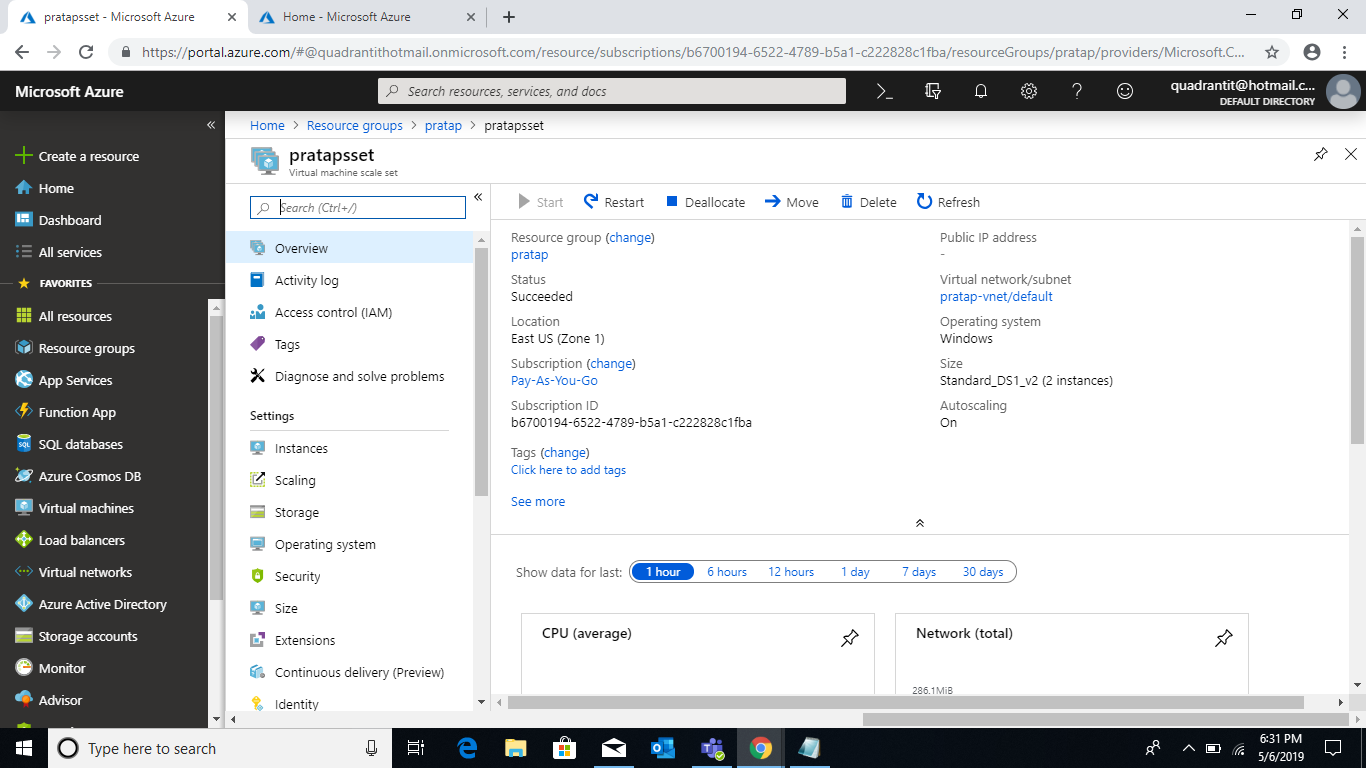 pratapsset - Microsoft Azure
Home - Microsoft Azure
https://portal.azure.com/#@quadrantithotmail.onmicrosoft.com/resource/subscriptions/b6700194-6522-4789-b5a1-c222828c1fba/resourceGroups/pratap/providers/Microsoft.C...
Microsoft Azure
Search resources, services, and docs
quadrantit@hotmail.c...
DEFAULT DIRECTORY
Create a resource
Home
Dashboard
All services
FAVORITES
All resources
Resource groups
App Services
Function App
SQL databases
Azure Cosmos DB
Virtual machines
Load balancers
Virtual networks
Azure Active Directory
Storage accounts
Monitor
Advisor
Home > Resource groups > pratap > pratapsset
pratapsset
Virtual machine scale set
Search (Ctrl+/)
Overview
Activity log
Access control (IAM)
Tags
Diagnose and solve problems
Settings
Instances
Scaling
Storage
Operating system
Security
Size
Extensions
Continuous delivery (Preview)
Identity
Start Restart Deallocate Move Delete Refresh
Resource group (change)
pratap
Status
Succeeded
Location
East US (Zone 1)
Subscription (change)
Pay-As-You-Go
Subscription ID
b6700194-6522-4789-b5a1-c222828c1fba
Tags (change)
Click here to add tags
See more
Public IP address
-
Virtual network/subnet
pratap-vnet/default
Operating system
Windows
Size
Standard_DS1_v2 (2 instances)
Autoscaling
On
Show data for last: 1 hour 6 hours 12 hours 1 day 7 days 30 days
CPU (average)
Network (total)
286.1MiB
Type here to search
6:31 PM
5/6/2019